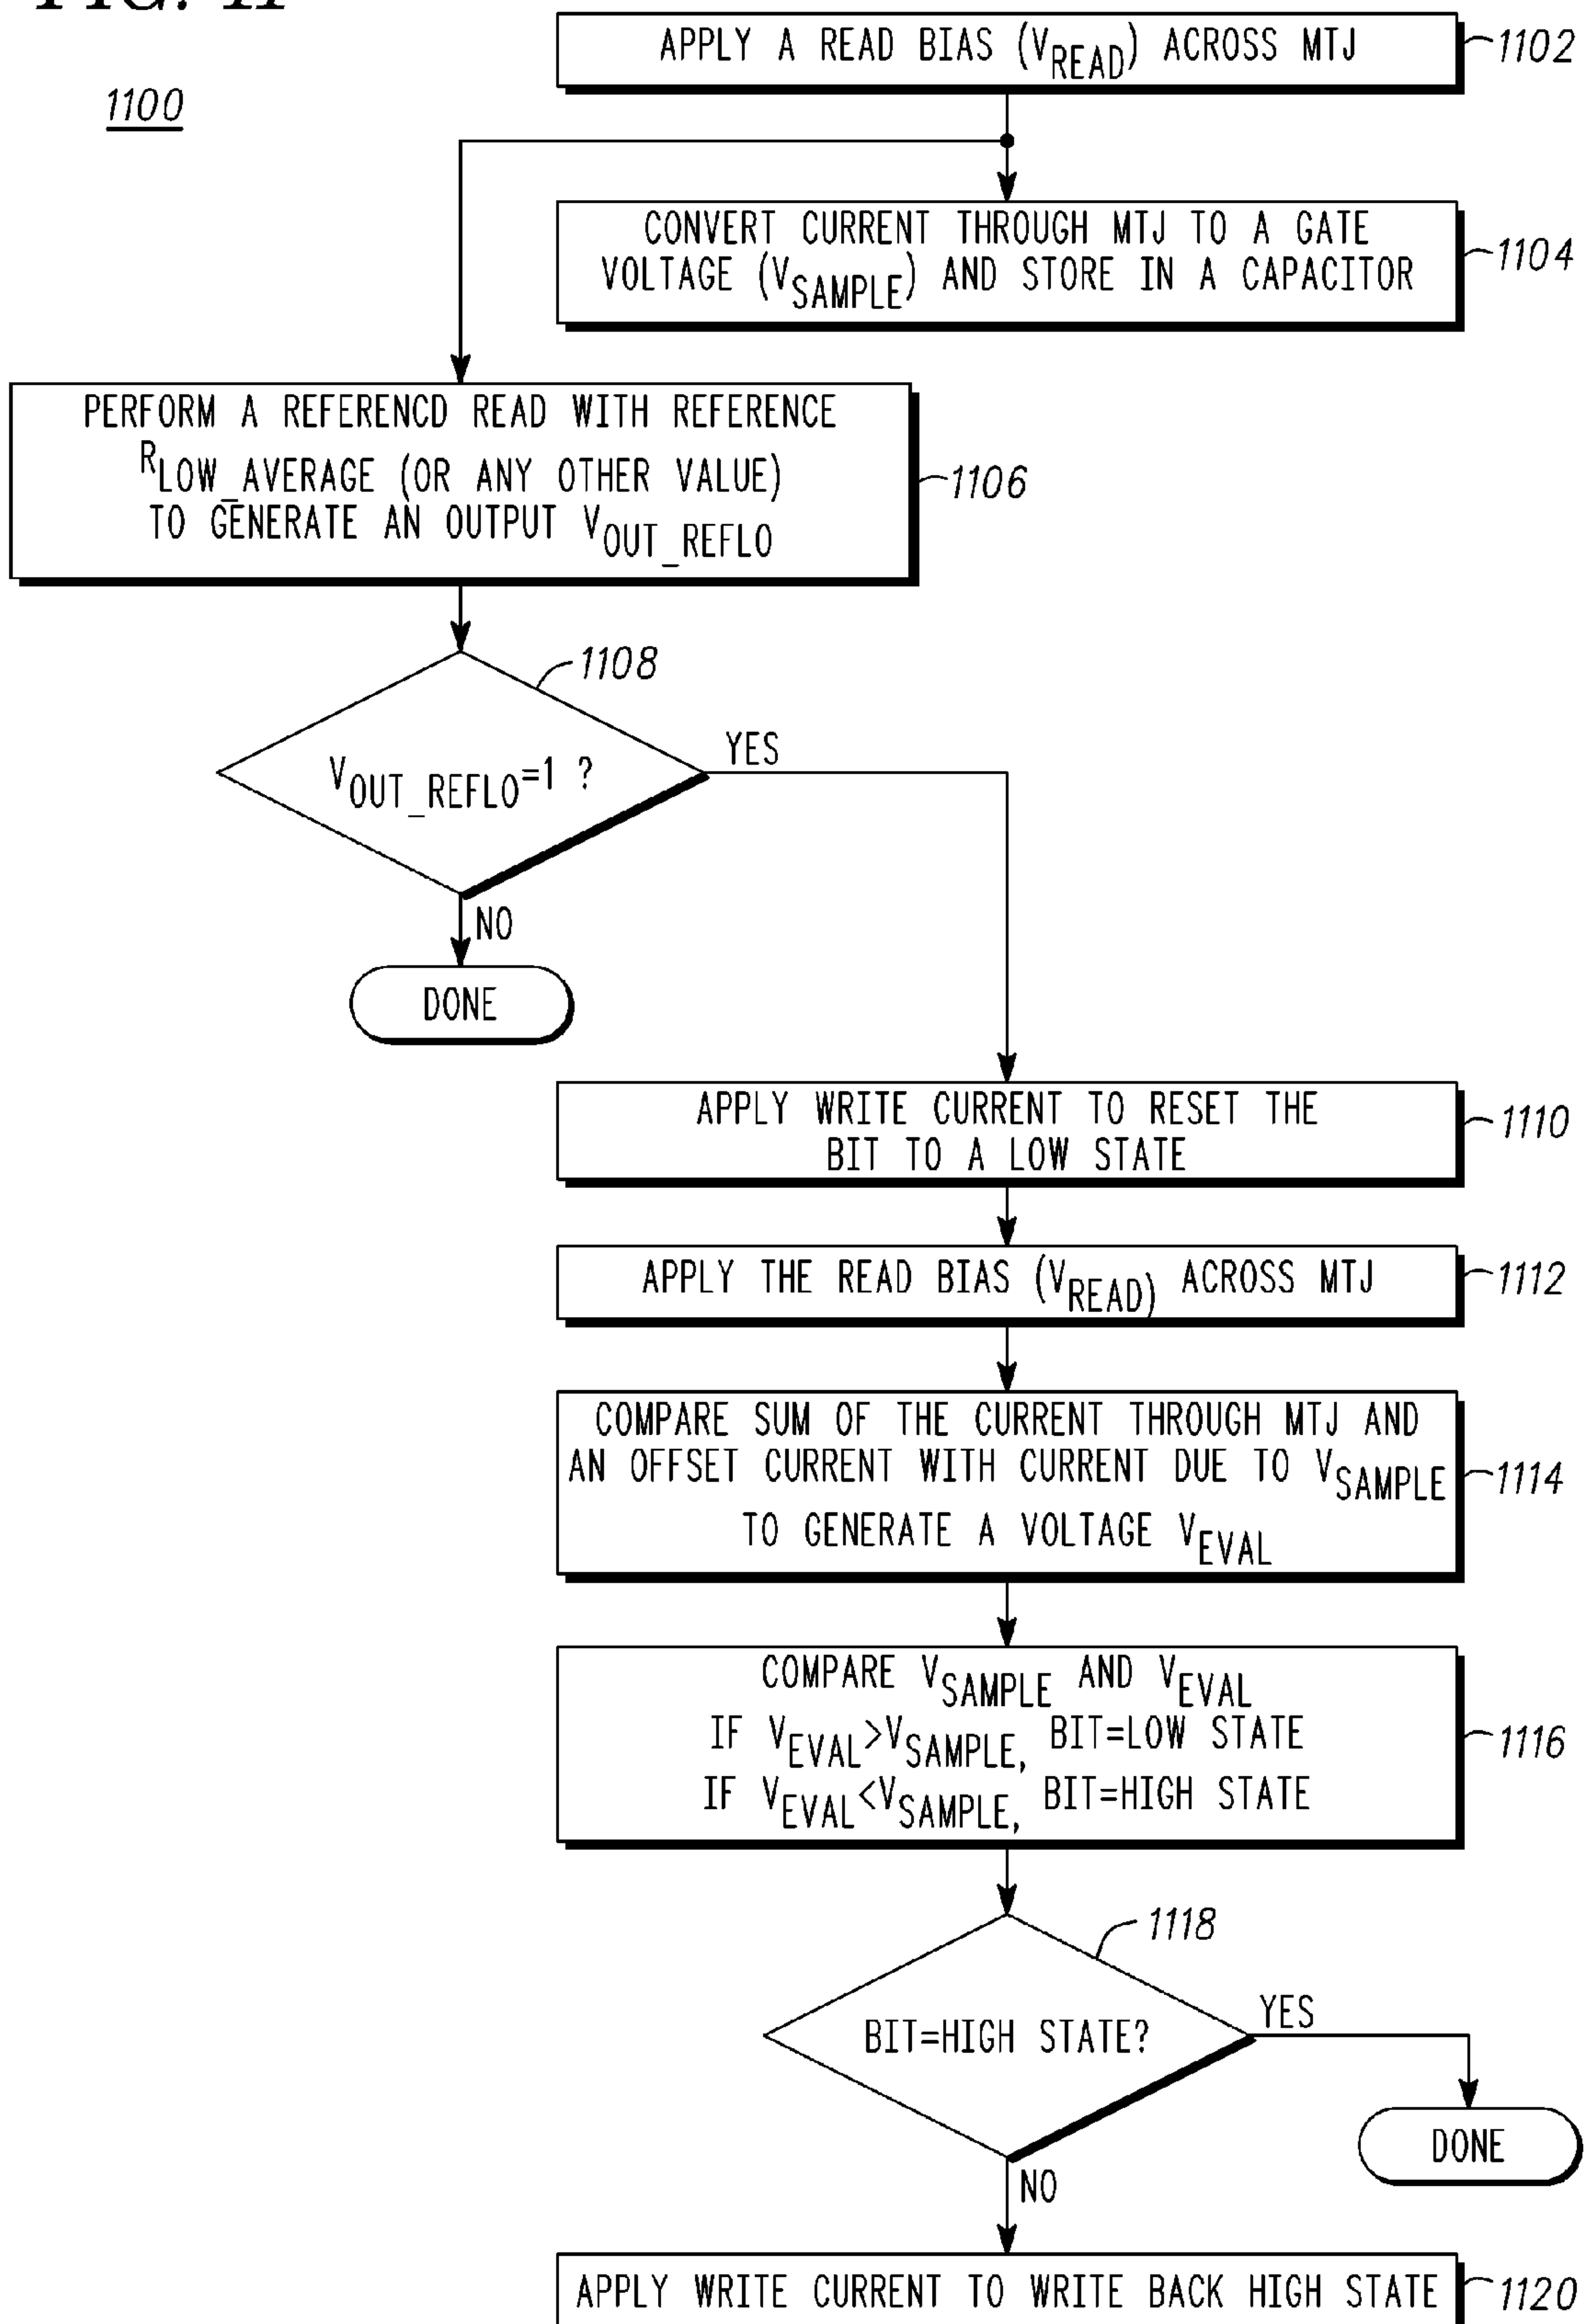 FIG. 11
1100
APPLY A READ BIAS (VREAD) ACROSS MTJ
1102
CONVERT CURRENT THROUGH MTJ TO A GATE
VOLTAGE (VSAMPLE) AND STORE IN A CAPACITOR
1104
PERFORM A REFERENCD READ WITH REFERENCE
RLOW_AVERAGE (OR ANY OTHER VALUE)
TO GENERATE AN OUTPUT VOUT_REFLO
1106
1108
VOUT_REFLO=1 ?
YES
NO
DONE
APPLY WRITE CURRENT TO RESET THE
BIT TO A LOW STATE
1110
APPLY THE READ BIAS (VREAD) ACROSS MTJ
1112
COMPARE SUM OF THE CURRENT THROUGH MTJ AND
AN OFFSET CURRENT WITH CURRENT DUE TO VSAMPLE
TO GENERATE A VOLTAGE VEVAL
1114
COMPARE VSAMPLE AND VEVAL
IF VEVAL>VSAMPLE, BIT=LOW STATE
IF VEVAL<VSAMPLE, BIT=HIGH STATE
1116
1118
BIT=HIGH STATE?
YES
DONE
NO
APPLY WRITE CURRENT TO WRITE BACK HIGH STATE
1120